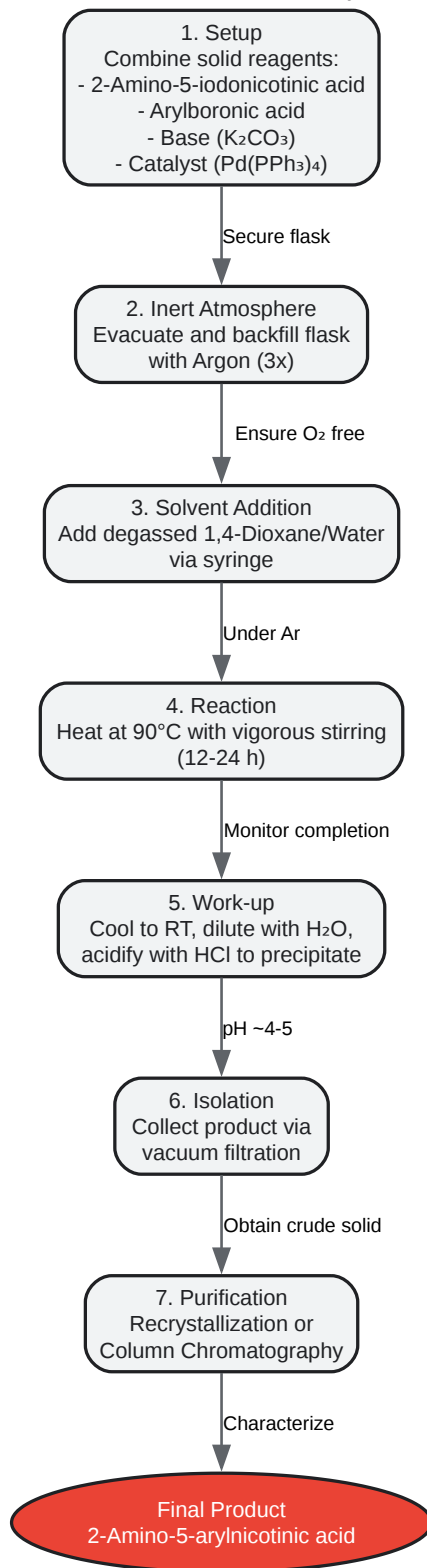 1. Setup
Combine solid reagents:
- 2-Amino-5-iodonicotinic acid
- Arylboronic acid
- Base (K₂CO₃)
- Catalyst (Pd(PPh₃)₄)
Secure flask
2. Inert Atmosphere
Evacuate and backfill flask
with Argon (3x)
Ensure O₂ free
3. Solvent Addition
Add degassed 1,4-Dioxane/Water
via syringe
Under Ar
4. Reaction
Heat at 90°C with vigorous stirring
(12-24 h)
Monitor completion
5. Work-up
Cool to RT, dilute with H₂O,
acidify with HCl to precipitate
pH ~4-5
6. Isolation
Collect product via
vacuum filtration
Obtain crude solid
7. Purification
Recrystallization or
Column Chromatography
Characterize
Final Product
2-Amino-5-arylnicotinic acid